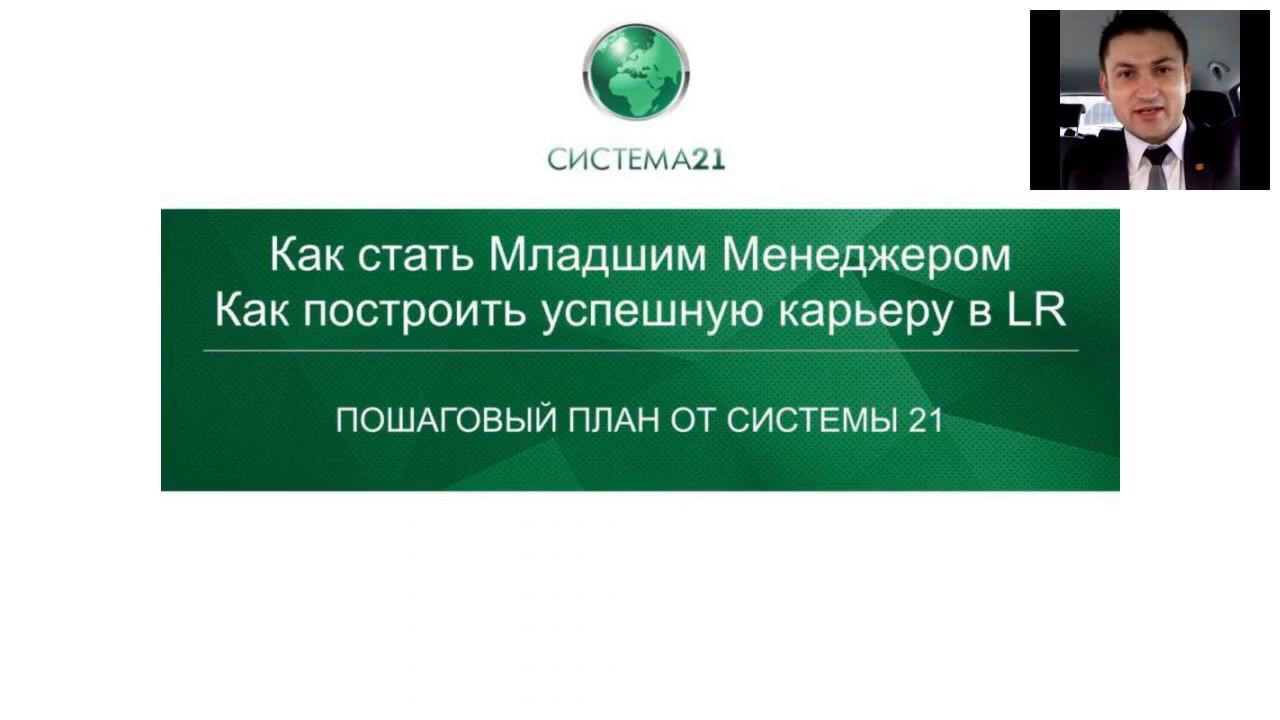 СИСТЕМА21
Как стать Младшим Менеджером
Как построить успешную карьеру в LR
ПОШАГОВЫЙ ПЛАН ОТ СИСТЕМЫ 21